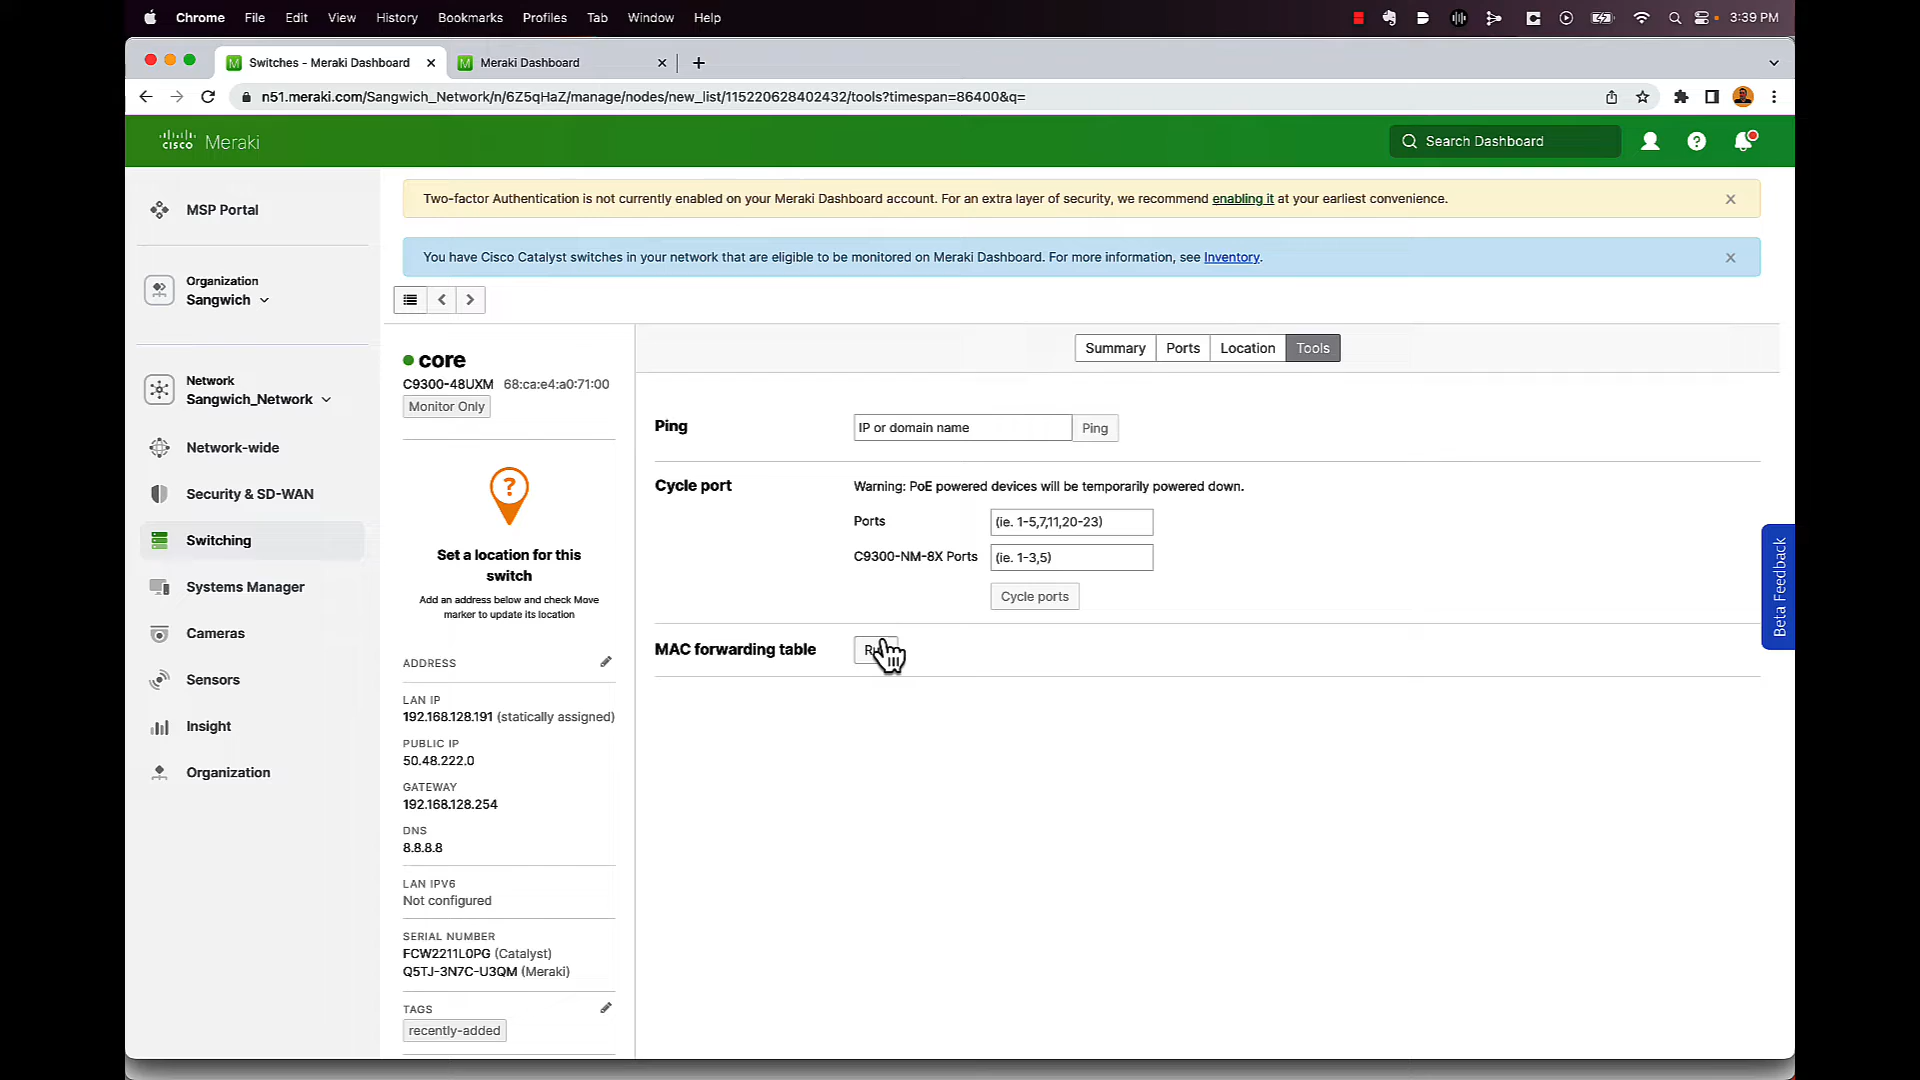 Chrome File Edit View History Bookmarks Profiles Tab Window Help 3:39 PM
Switches - Meraki Dashboard Meraki Dashboard
n51.meraki.com/Sangwich_Network/n/6Z5qHaZ/manage/nodes/new_list/115220628402432/tools?timespan=86400&q=
cisco Meraki Search Dashboard
Two-factor Authentication is not currently enabled on your Meraki Dashboard account. For an extra layer of security, we recommend enabling it at your earliest convenience.
You have Cisco Catalyst switches in your network that are eligible to be monitored on Meraki Dashboard. For more information, see Inventory.
MSP Portal
Organization
Sangwich
Network
Sangwich_Network
Network-wide
Security & SD-WAN
Switching
Systems Manager
Cameras
Sensors
Insight
Organization
core
C9300-48UXM 68:ca:e4:a0:71:00
Monitor Only
?
Set a location for this
switch
Add an address below and check Move
marker to update its location
ADDRESS
LAN IP
192.168.128.191 (statically assigned)
PUBLIC IP
50.48.222.0
GATEWAY
192.168.128.254
DNS
8.8.8.8
LAN IPV6
Not configured
SERIAL NUMBER
FCW2211L0PG (Catalyst)
Q5TJ-3N7C-U3QM (Meraki)
TAGS
recently-added
Summary Ports Location Tools
Ping IP or domain name Ping
Cycle port Warning: PoE powered devices will be temporarily powered down.
Ports (ie. 1-5,7,11,20-23)
C9300-NM-8X Ports (ie. 1-3,5)
Cycle ports
MAC forwarding table
Beta Feedback